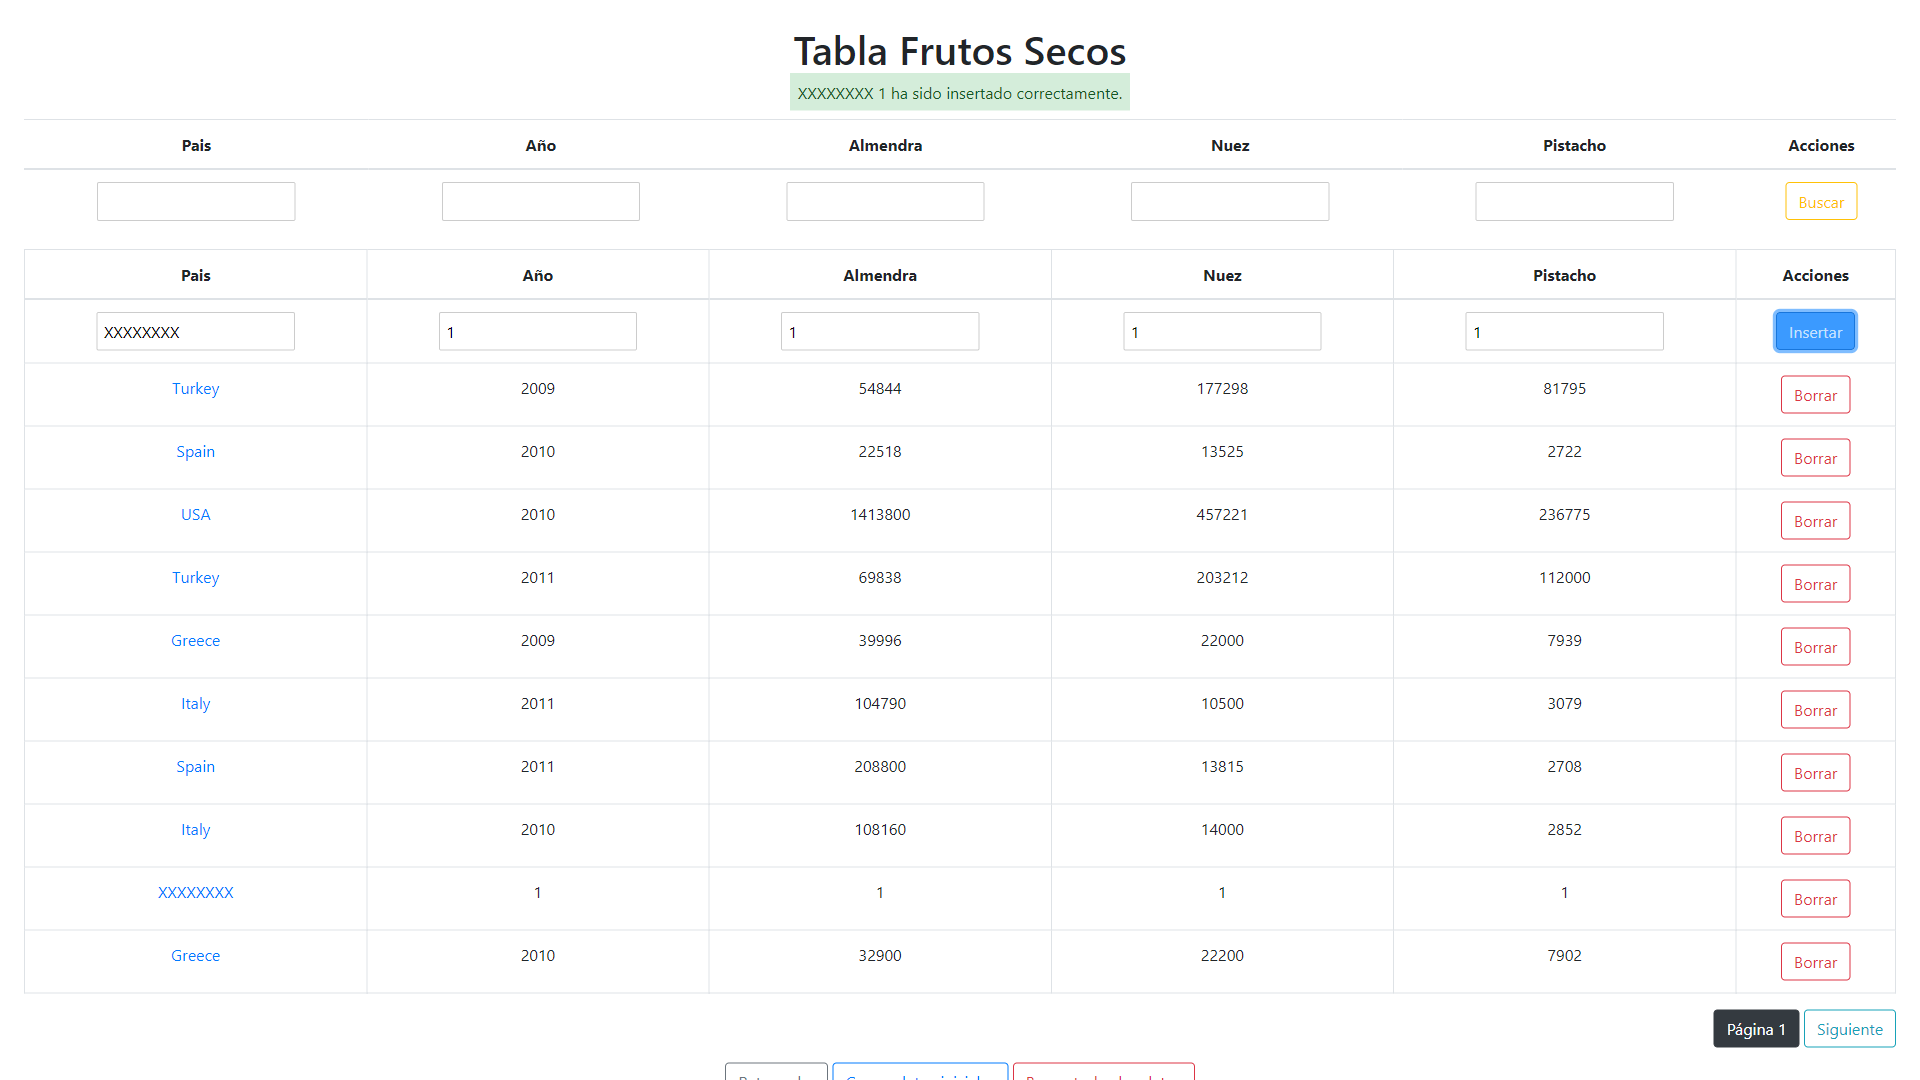 Tabla Frutos Secos
XXXXXXXX 1 ha sido insertado correctamente.
Pais Año Almendra Nuez Pistacho Acciones
Buscar
Pais Año Almendra Nuez Pistacho Acciones
XXXXXXXX 1 1 1 1 Insertar
Turkey 2009 54844 177298 81795 Borrar
Spain 2010 22518 13525 2722 Borrar
USA 2010 1413800 457221 236775 Borrar
Turkey 2011 69838 203212 112000 Borrar
Greece 2009 39996 22000 7939 Borrar
Italy 2011 104790 10500 3079 Borrar
Spain 2011 208800 13815 2708 Borrar
Italy 2010 108160 14000 2852 Borrar
XXXXXXXX 1 1 1 1 Borrar
Greece 2010 32900 22200 7902 Borrar
Página 1 Siguiente